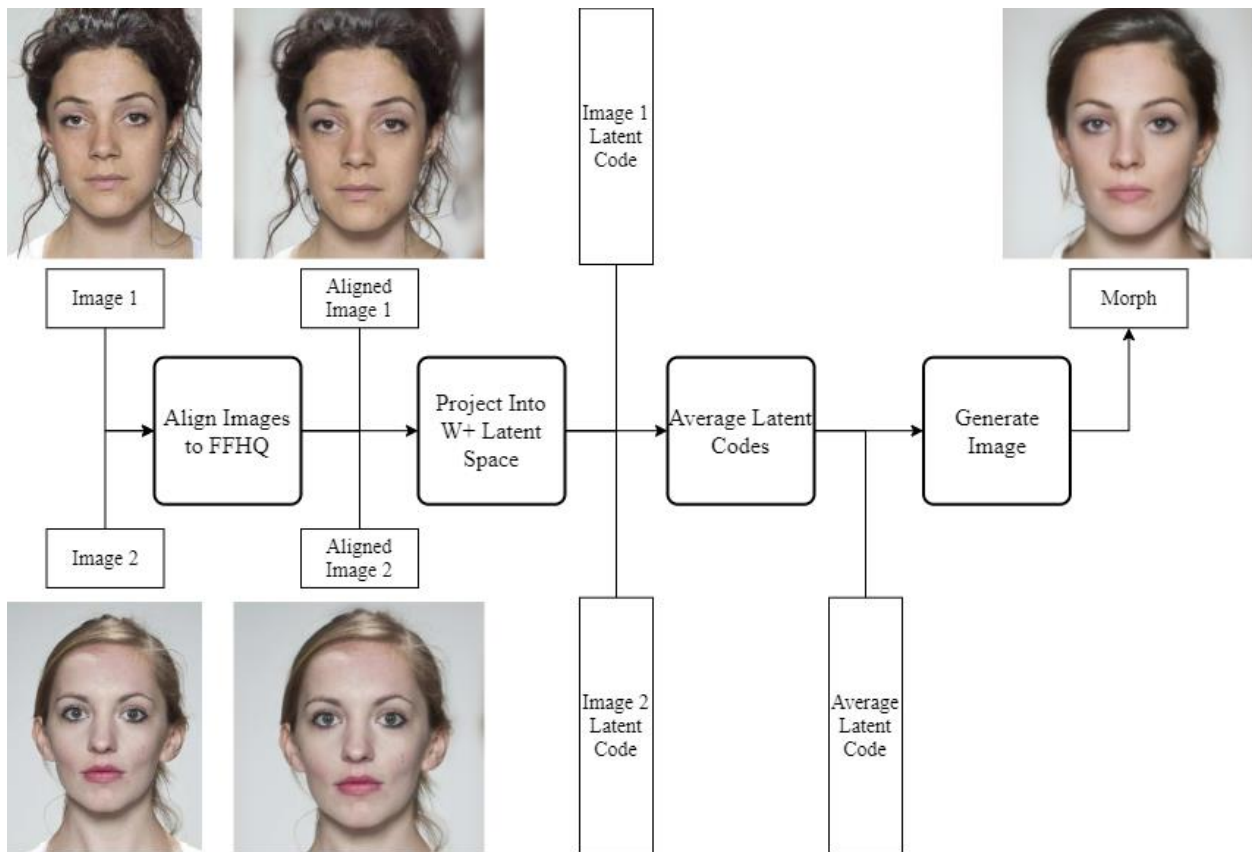 Image 1
Latent
Code
Image 1
Aligned
Image 1
Morph
Align Images
to FFHQ
Project Into
W+ Latent
Space
Average Latent
Codes
Generate
Image
Image 2
Aligned
Image 2
Image 2
Latent
Code
Average
Latent
Code